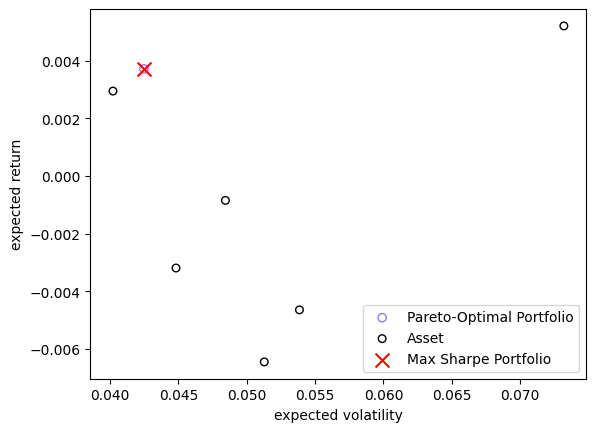 0.004
0.002
0.000
−0.002
−0.004
−0.006
expected return
0.040 0.045 0.050 0.055 0.060 0.065 0.070
expected volatility
Pareto-Optimal Portfolio
Asset
Max Sharpe Portfolio